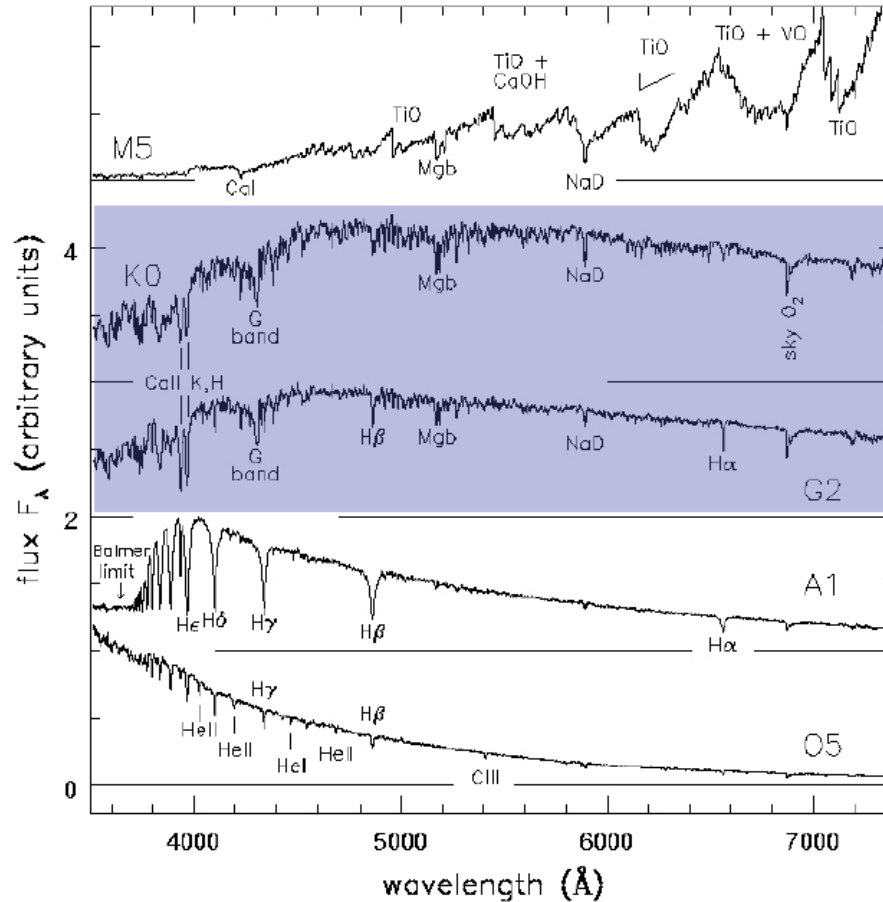 TiO + VO
TiO
TiO +
CaOH
TiO
TiO
M5
CaI
Mgb
NaD
flux F_λ (arbitrary units)
4
K0
G
band
Mgb
NaD
sky O₂
CaII K,H
G
band
Hβ
Mgb
NaD
Hα
G2
2
Balmer
limit
Hε
Hδ
Hγ
Hβ
Hα
A1
Hγ
Hβ
HeII
HeII
HeI
HeII
CIII
O5
0
4000
5000
6000
7000
wavelength (Å)